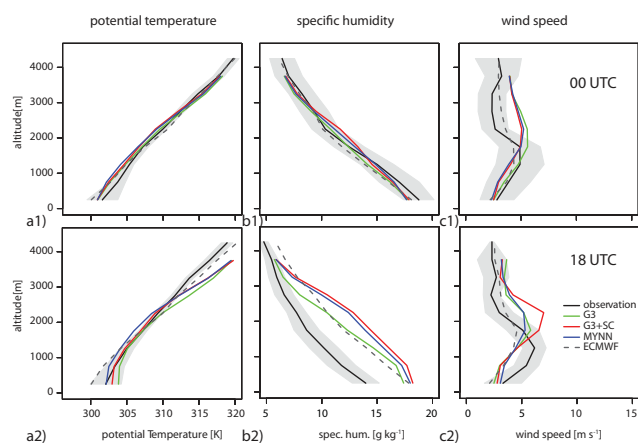 potential temperature specific humidity wind speed
altitude[m]
4000
3000
2000
1000
0
00 UTC
a1) b1) c1)
altitude[m]
4000
3000
2000
1000
0
18 UTC
observation
G3
G3+SC
MYNN
ECMWF
300 305 310 315 320 5 10 15 20 0 5 10 15
a2) potential Temperature [K] b2) spec. hum. [g kg⁻¹] c2) wind speed [m s⁻¹]